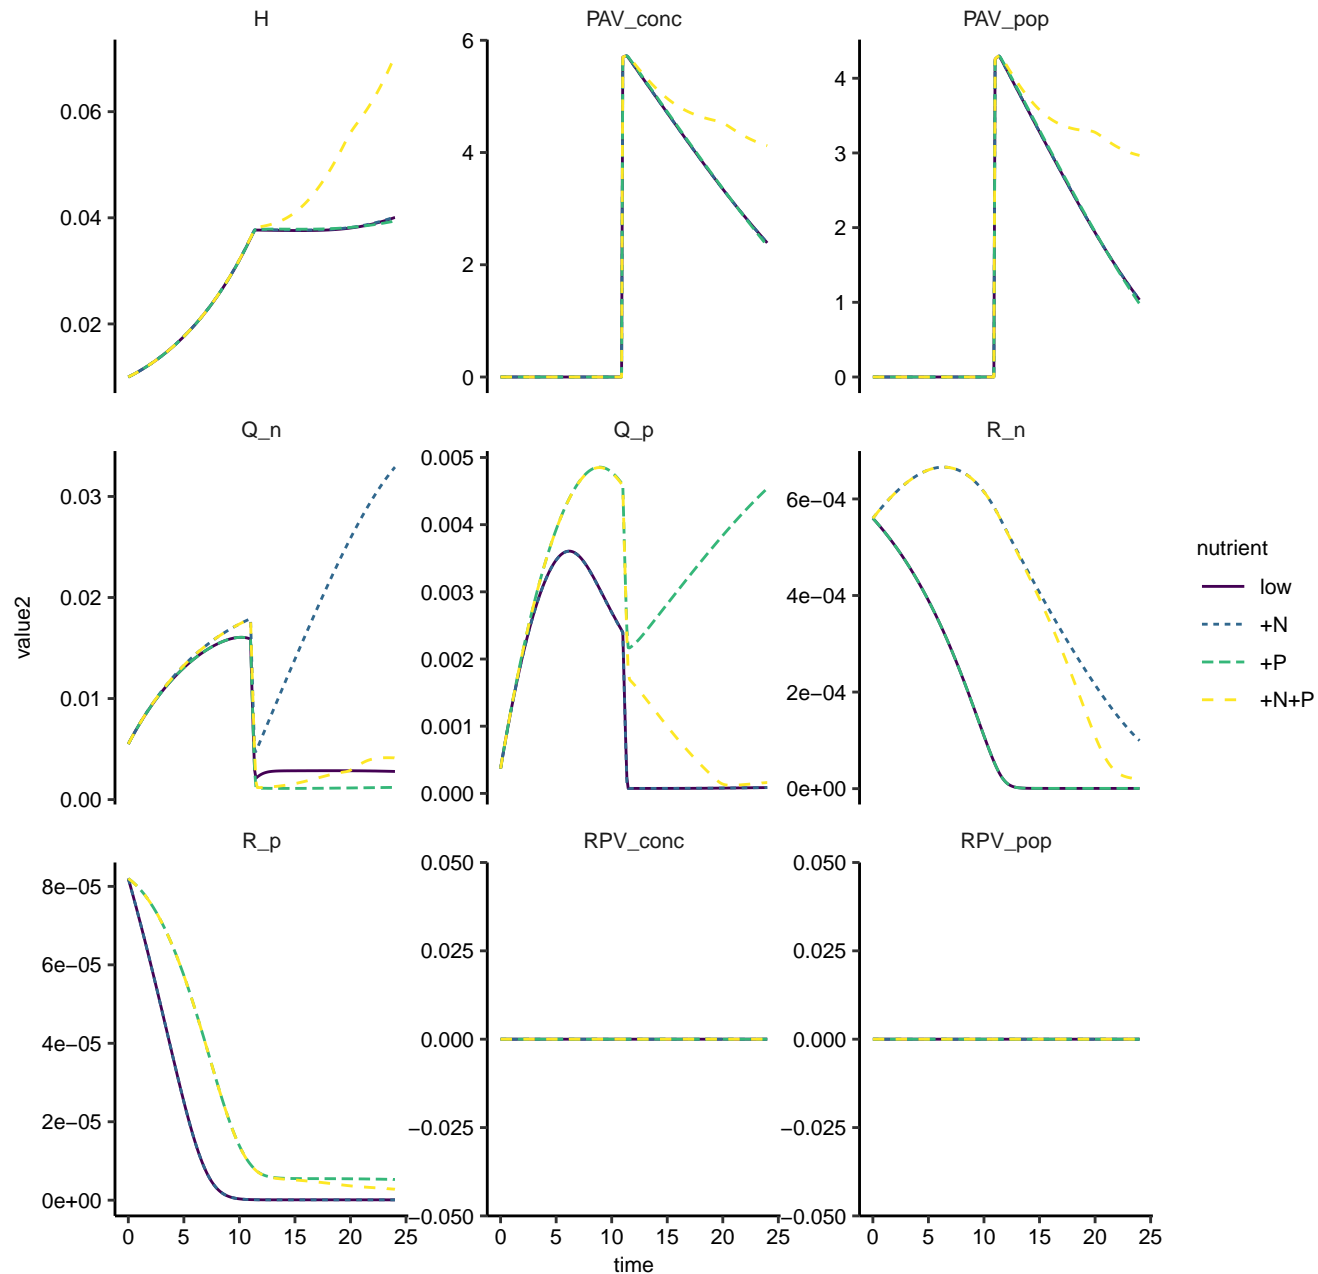 H
PAV_conc
PAV_pop
0.06
0.04
0.02
6
4
2
0
4
3
2
1
0
Q_n
Q_p
R_n
0.03
0.02
0.01
0.00
0.005
0.004
0.003
0.002
0.001
0.000
6e−04
4e−04
2e−04
0e+00
R_p
RPV_conc
RPV_pop
8e−05
6e−05
4e−05
2e−05
0e+00
0.050
0.025
0.000
−0.025
−0.050
0.050
0.025
0.000
−0.025
−0.050
0 5 10 15 20 25
0 5 10 15 20 25
0 5 10 15 20 25
time
value2
nutrient
low
+N
+P
+N+P